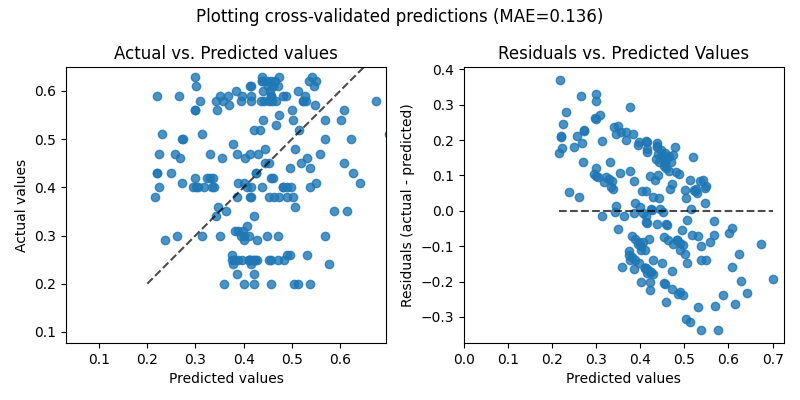 Plotting cross-validated predictions (MAE=0.136)
Actual vs. Predicted values
Residuals vs. Predicted Values
Actual values
0.6
0.5
0.4
0.3
0.2
0.1
0.1 0.2 0.3 0.4 0.5 0.6
Predicted values
Residuals (actual - predicted)
0.4
0.3
0.2
0.1
0.0
−0.1
−0.2
−0.3
0.0 0.1 0.2 0.3 0.4 0.5 0.6 0.7
Predicted values